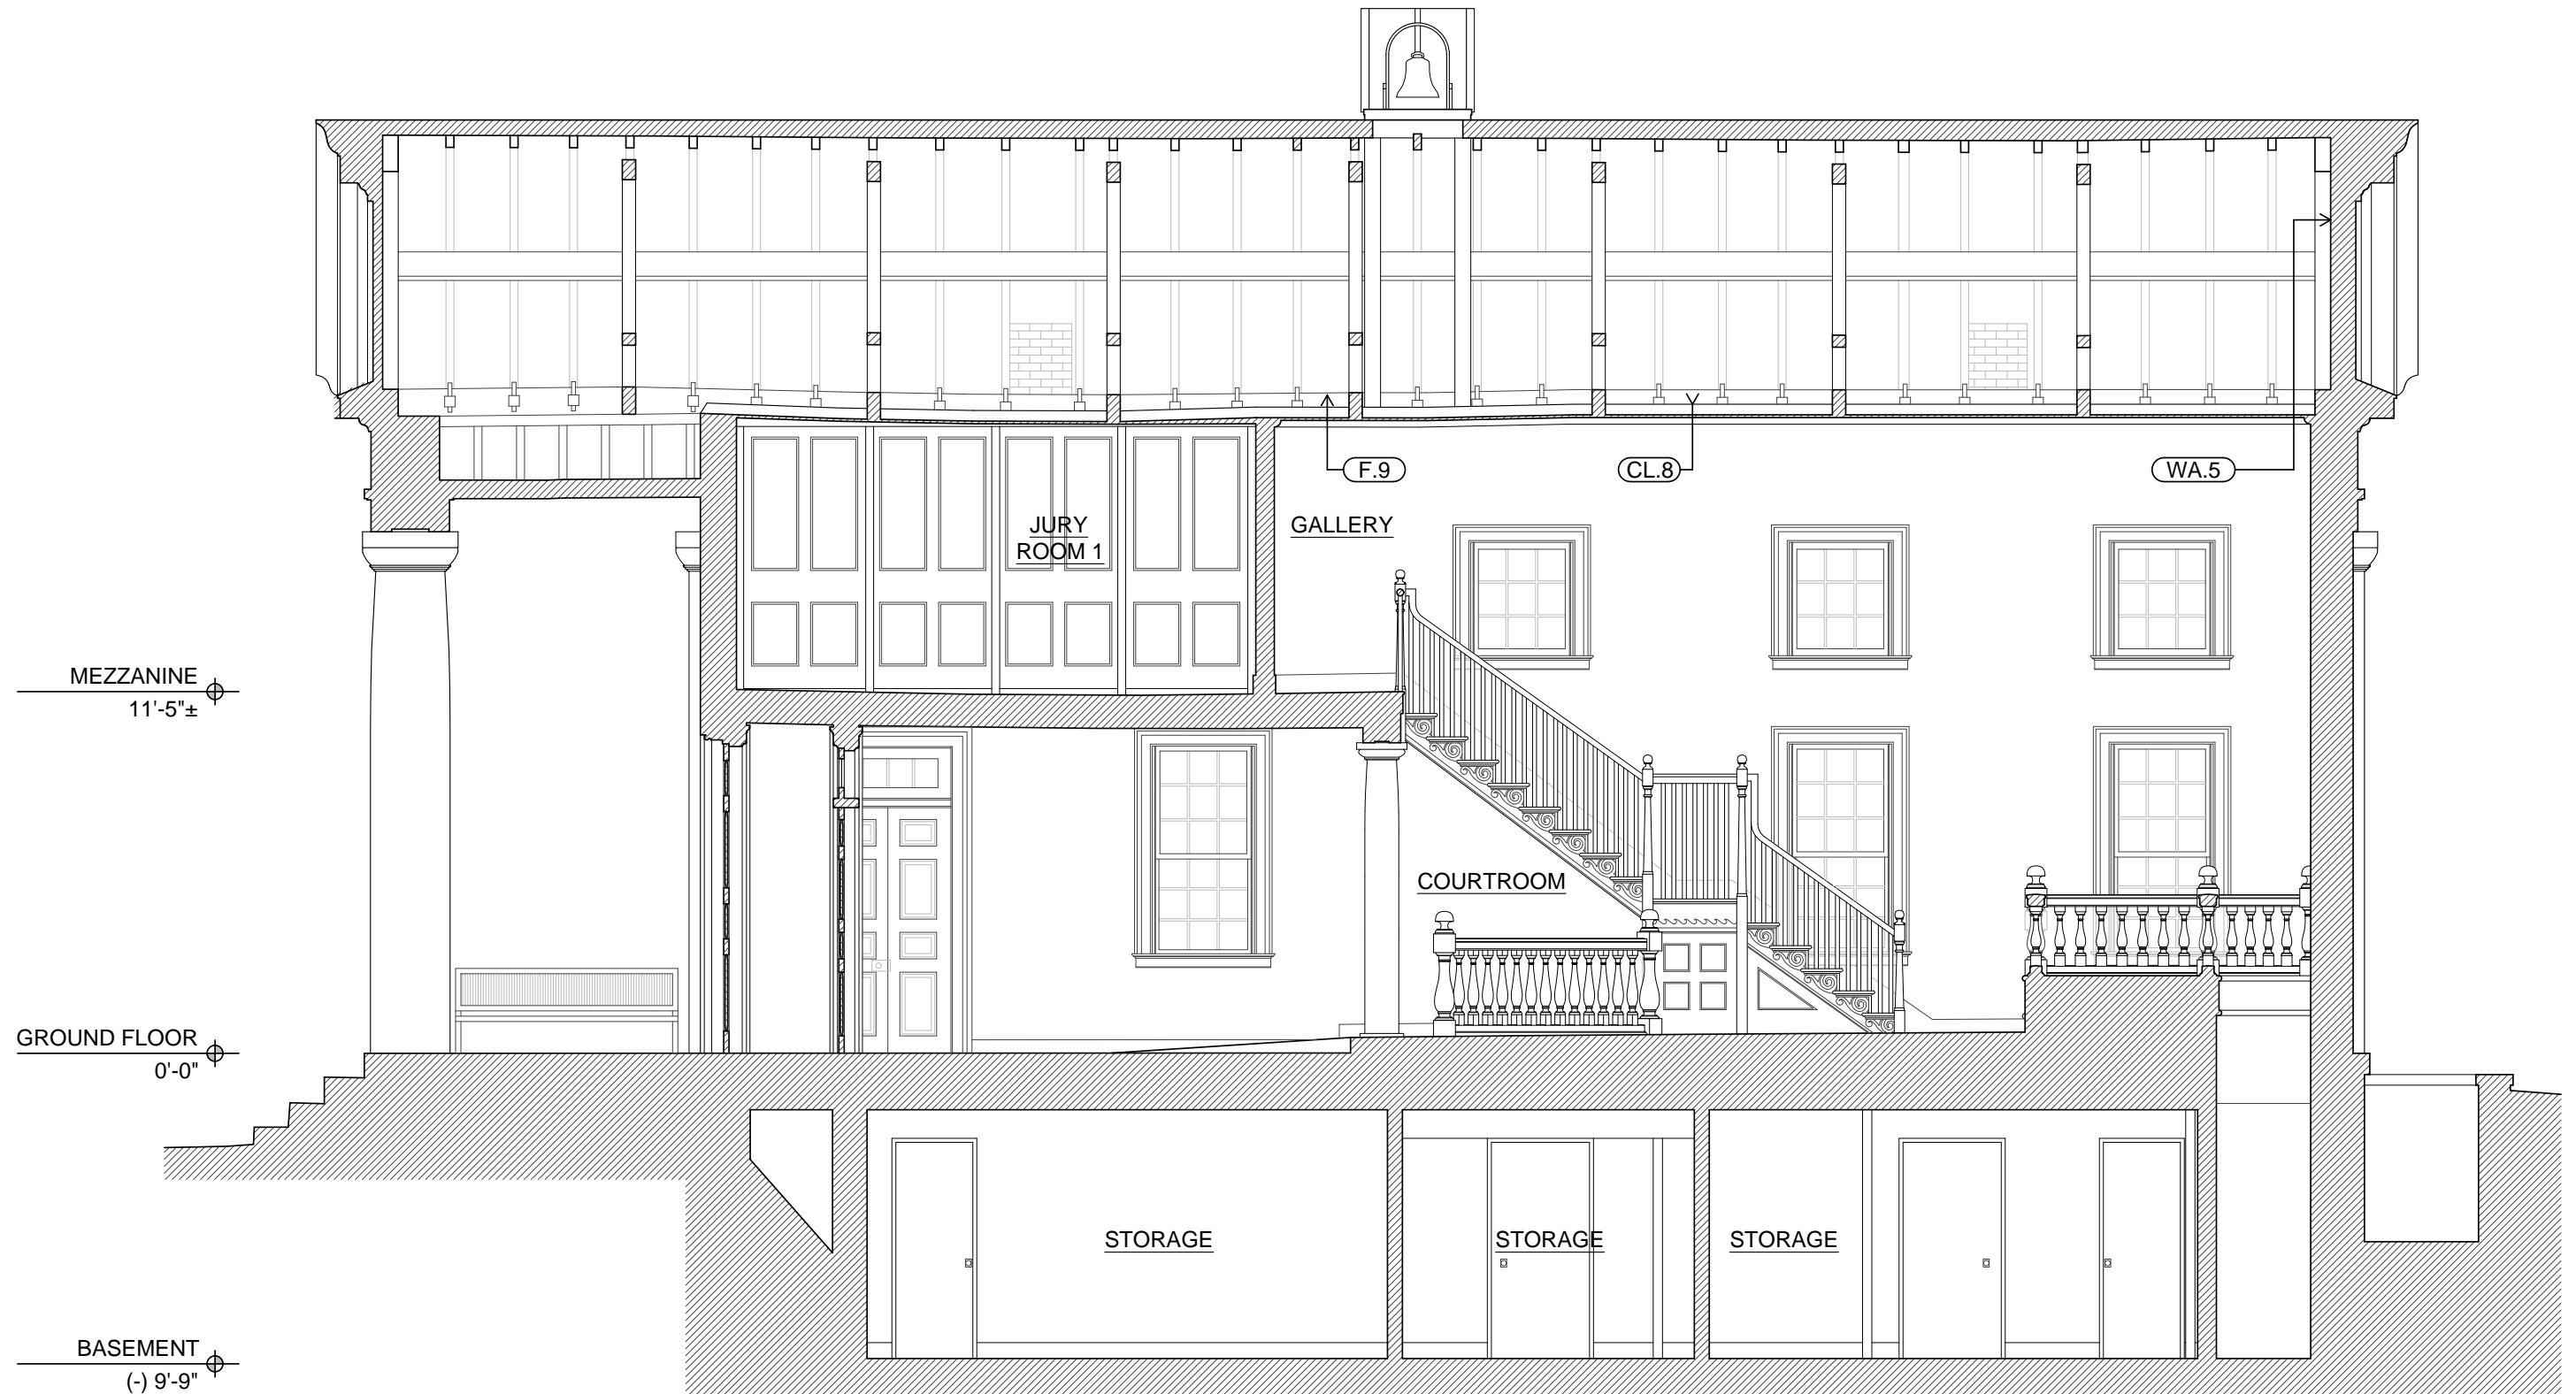 F.9
CL.8
WA.5
JURY
ROOM 1
GALLERY
MEZZANINE
11'-5"±
COURTROOM
GROUND FLOOR
0'-0"
STORAGE
STORAGE
STORAGE
BASEMENT
(-) 9'-9"